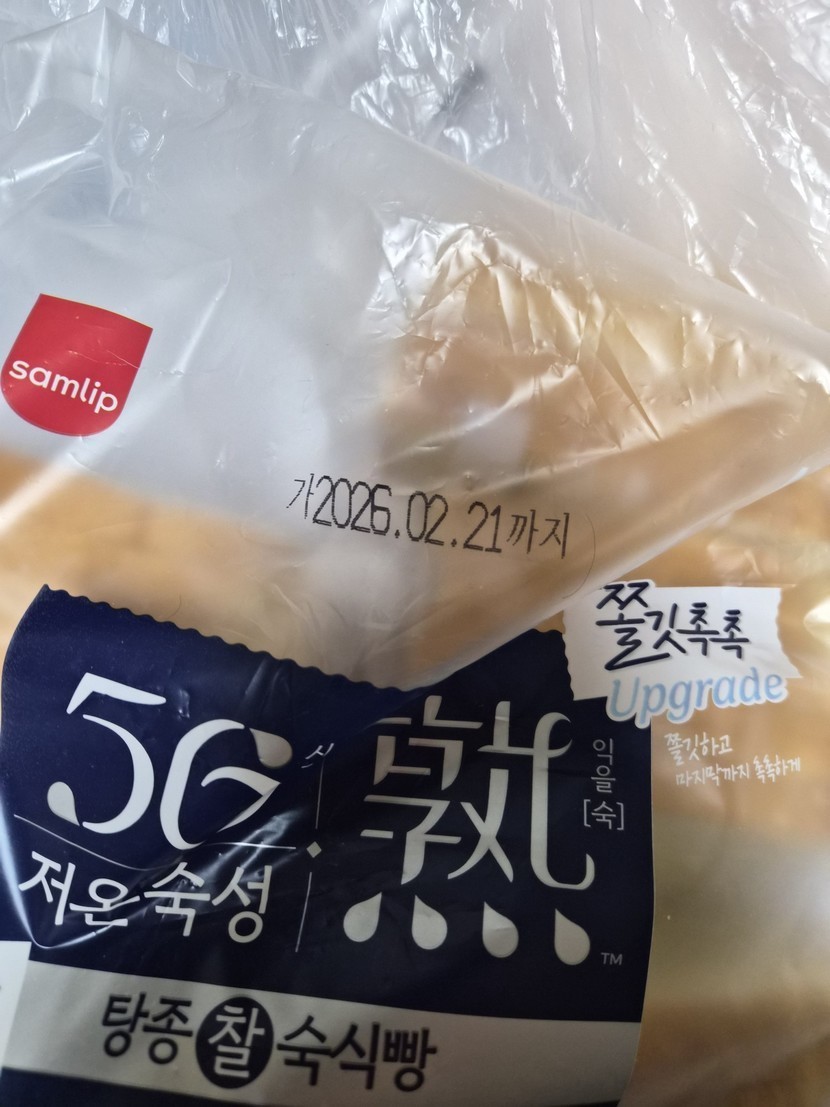 samlip
가2026.02.21까지
쫄깃촉촉
Upgrade
쫄깃하고
마지막까지 촉촉하게
56
저온숙성
熟
익을
[숙]
TM
탕종찰숙식빵